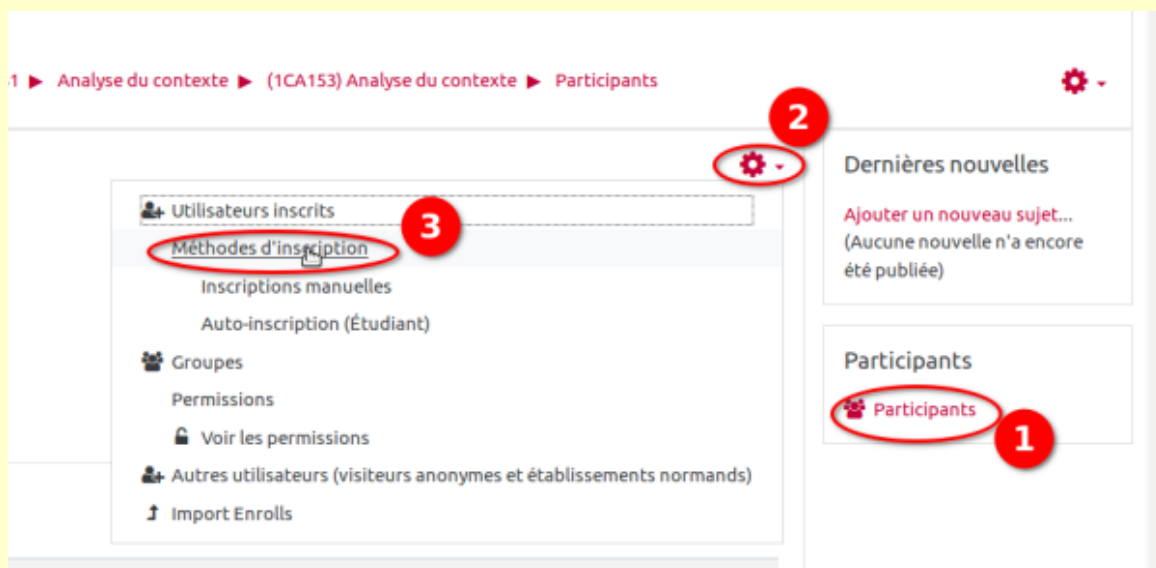 1 ▶ Analyse du contexte ▶ (1CA153) Analyse du contexte ▶ Participants
2
Utilisateurs inscrits
3
Méthodes d'inscription
Inscriptions manuelles
Auto-inscription (Étudiant)
Groupes
Permissions
Voir les permissions
Autres utilisateurs (visiteurs anonymes et établissements normands)
Import Enrolls
Dernières nouvelles
Ajouter un nouveau sujet...
(Aucune nouvelle n'a encore
été publiée)
Participants
Participants
1